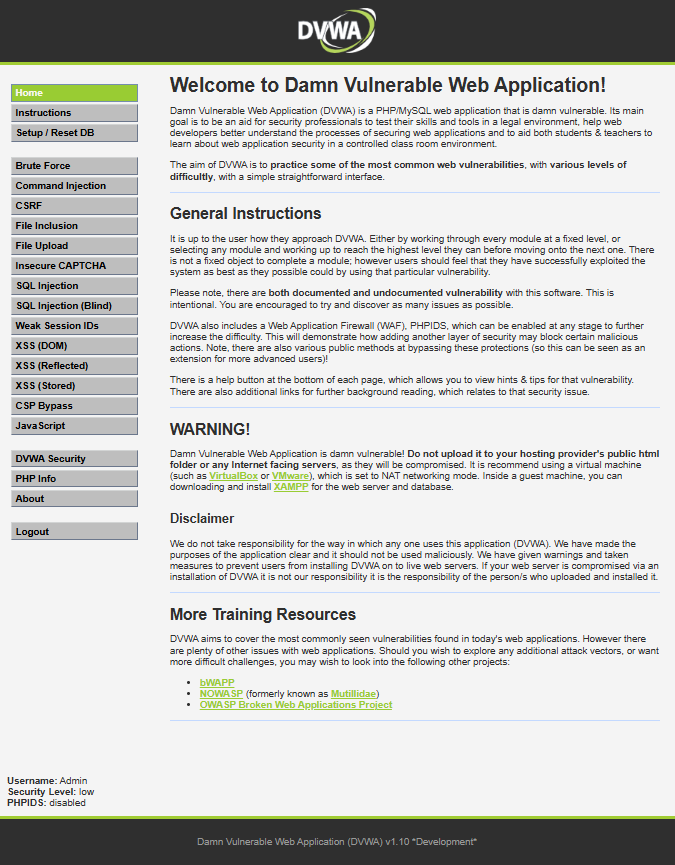 DVWA
Home
Instructions
Setup / Reset DB
Brute Force
Command Injection
CSRF
File Inclusion
File Upload
Insecure CAPTCHA
SQL Injection
SQL Injection (Blind)
Weak Session IDs
XSS (DOM)
XSS (Reflected)
XSS (Stored)
CSP Bypass
JavaScript
DVWA Security
PHP Info
About
Logout
Welcome to Damn Vulnerable Web Application!
Damn Vulnerable Web Application (DVWA) is a PHP/MySQL web application that is damn vulnerable. Its main
goal is to be an aid for security professionals to test their skills and tools in a legal environment, help web
developers better understand the processes of securing web applications and to aid both students & teachers to
learn about web application security in a controlled class room environment.
The aim of DVWA is to practice some of the most common web vulnerabilities, with various levels of
difficultly, with a simple straightforward interface.
General Instructions
It is up to the user how they approach DVWA. Either by working through every module at a fixed level, or
selecting any module and working up to reach the highest level they can before moving onto the next one. There
is not a fixed object to complete a module; however users should feel that they have successfully exploited the
system as best as they possible could by using that particular vulnerability.
Please note, there are both documented and undocumented vulnerability with this software. This is
intentional. You are encouraged to try and discover as many issues as possible.
DVWA also includes a Web Application Firewall (WAF), PHPIDS, which can be enabled at any stage to further
increase the difficulty. This will demonstrate how adding another layer of security may block certain malicious
actions. Note, there are also various public methods at bypassing these protections (so this can be seen as an
extension for more advanced users)!
There is a help button at the bottom of each page, which allows you to view hints & tips for that vulnerability.
There are also additional links for further background reading, which relates to that security issue.
WARNING!
Damn Vulnerable Web Application is damn vulnerable! Do not upload it to your hosting provider's public html
folder or any Internet facing servers, as they will be compromised. It is recommend using a virtual machine
(such as VirtualBox or VMware), which is set to NAT networking mode. Inside a guest machine, you can
downloading and install XAMPP for the web server and database.
Disclaimer
We do not take responsibility for the way in which any one uses this application (DVWA). We have made the
purposes of the application clear and it should not be used maliciously. We have given warnings and taken
measures to prevent users from installing DVWA on to live web servers. If your web server is compromised via an
installation of DVWA it is not our responsibility it is the responsibility of the person/s who uploaded and installed it.
More Training Resources
DVWA aims to cover the most commonly seen vulnerabilities found in today's web applications. However there
are plenty of other issues with web applications. Should you wish to explore any additional attack vectors, or want
more difficult challenges, you may wish to look into the following other projects:
• bWAPP
• NOWASP (formerly known as Mutillidae)
• OWASP Broken Web Applications Project
Username: Admin
Security Level: low
PHPIDS: disabled
Damn Vulnerable Web Application (DVWA) v1.10 *Development*